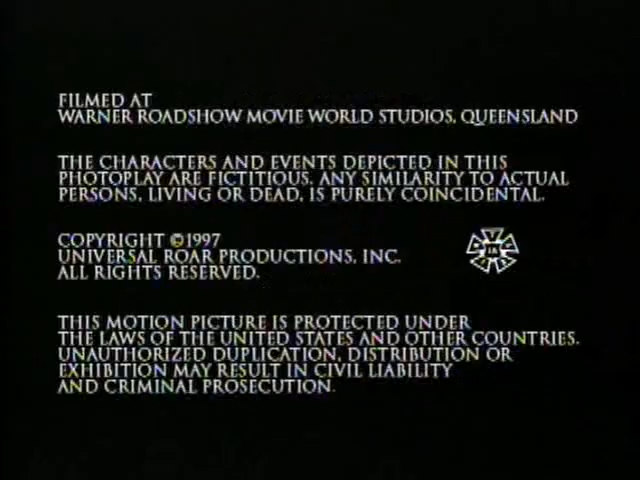 FILMED AT
WARNER ROADSHOW MOVIE WORLD STUDIOS, QUEENSLAND
THE CHARACTERS AND EVENTS DEPICTED IN THIS
PHOTOPLAY ARE FICTITIOUS. ANY SIMILARITY TO ACTUAL
PERSONS, LIVING OR DEAD, IS PURELY COINCIDENTAL.
COPYRIGHT ©1997
UNIVERSAL ROAR PRODUCTIONS, INC.
ALL RIGHTS RESERVED.
THIS MOTION PICTURE IS PROTECTED UNDER
THE LAWS OF THE UNITED STATES AND OTHER COUNTRIES.
UNAUTHORIZED DUPLICATION, DISTRIBUTION OR
EXHIBITION MAY RESULT IN CIVIL LIABILITY
AND CRIMINAL PROSECUTION.